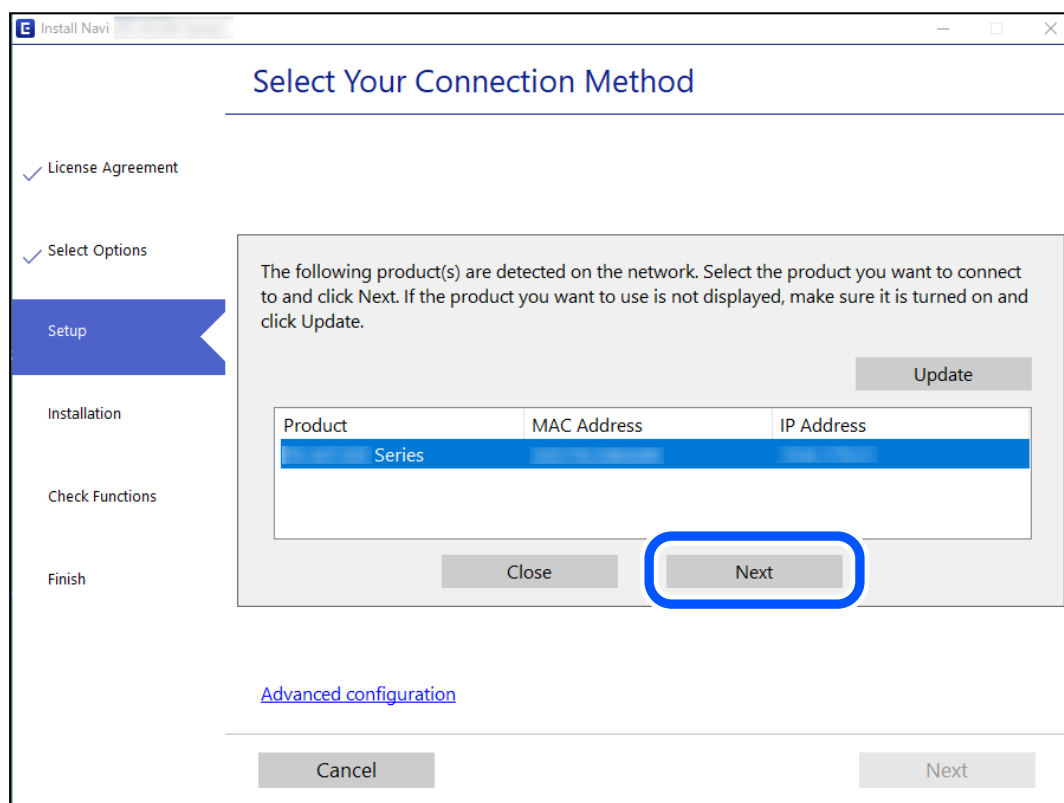 E Install Navi
Select Your Connection Method
License Agreement
Select Options
Setup
Installation
Check Functions
Finish
The following product(s) are detected on the network. Select the product you want to connect
to and click Next. If the product you want to use is not displayed, make sure it is turned on and
click Update.
Update
Product MAC Address IP Address
Series
Close Next
Advanced configuration
Cancel Next